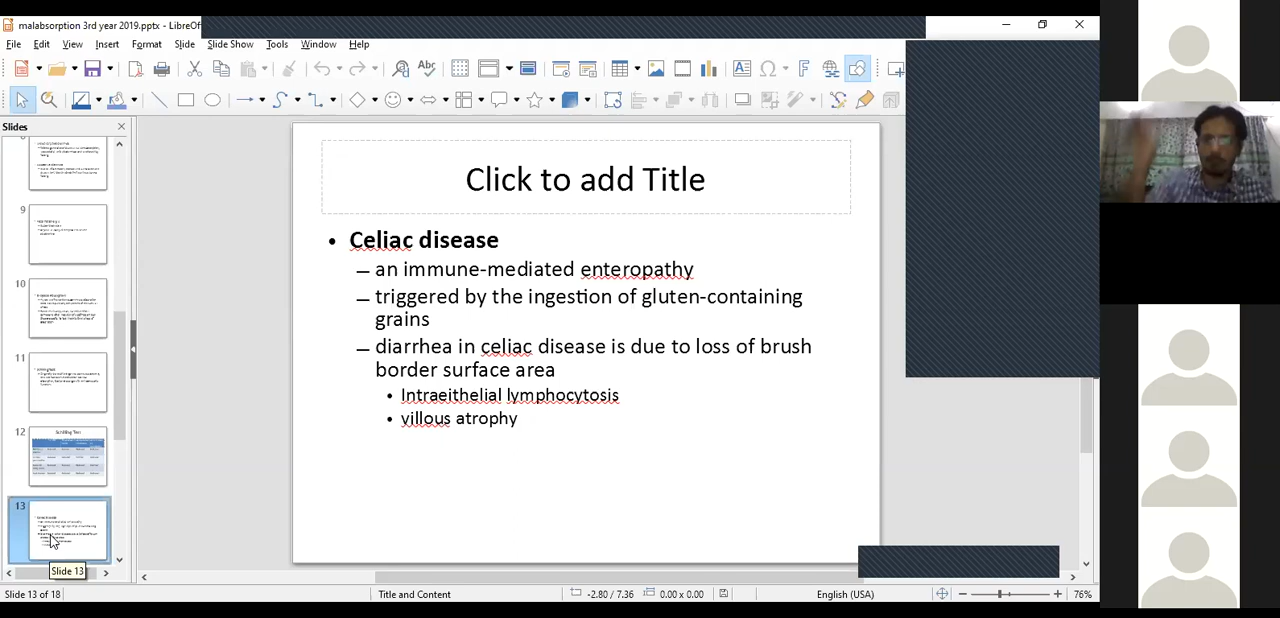 malabsorption 3rd year 2019.pptx - LibreOf
File Edit View Insert Format Slide Slide Show Tools Window Help
Slides
Click to add Title
• Celiac disease
– an immune-mediated enteropathy
– triggered by the ingestion of gluten-containing
grains
– diarrhea in celiac disease is due to loss of brush
border surface area
• Intraeithelial lymphocytosis
• villous atrophy
9
10
11
12
Schilling Test
13
Slide 13
Slide 13 of 18
Title and Content
-2.80 / 7.36
0.00 x 0.00
English (USA)
76%